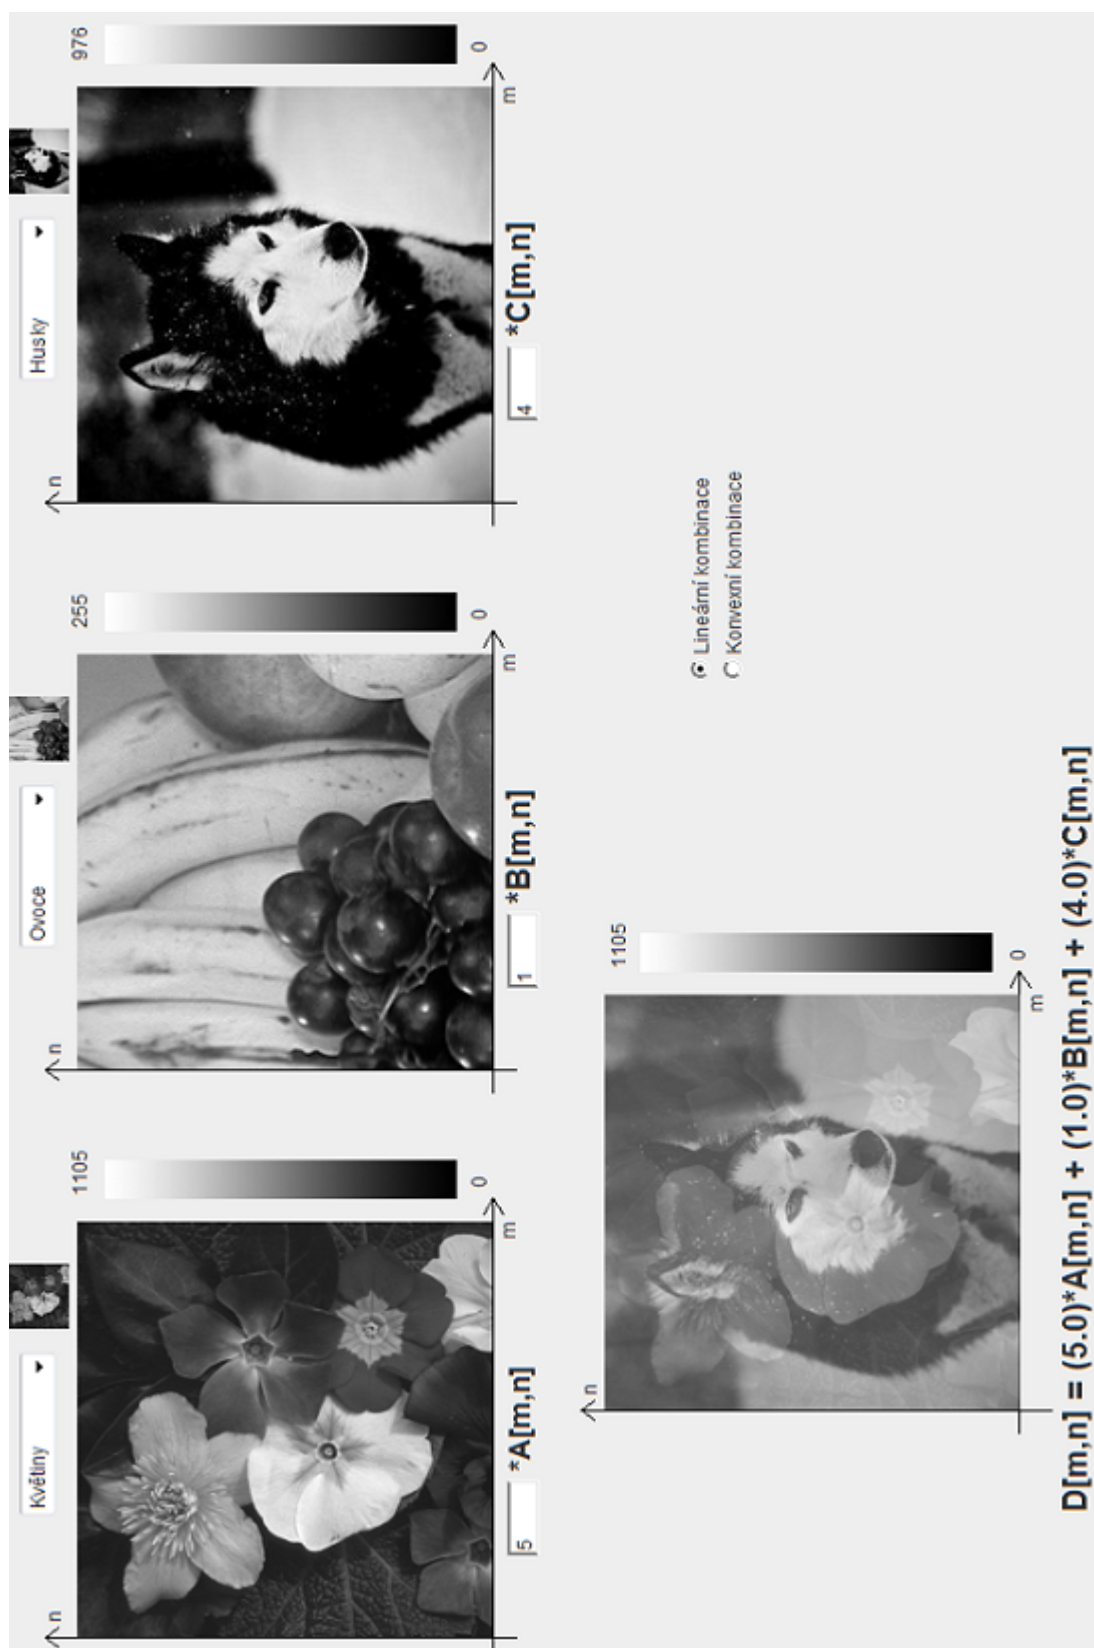 Květiny
n
1105
0
m
5 *A[m,n]
Ovoce
n
255
0
m
1 *B[m,n]
Husky
n
976
0
m
4 *C[m,n]
n
1105
0
m
Lineární kombinace
Konvexní kombinace
D[m,n] = (5.0)*A[m,n] + (1.0)*B[m,n] + (4.0)*C[m,n]